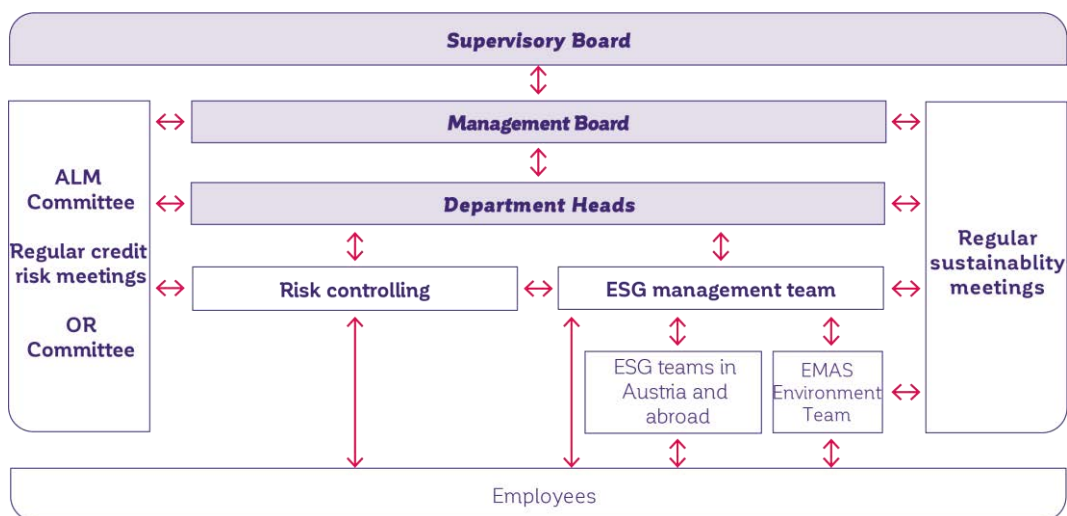 Supervisory Board
Management Board
ALM
Committee
Regular credit
risk meetings
OR
Committee
Department Heads
Regular
sustainablity
meetings
Risk controlling
ESG management team
ESG teams in
Austria and
abroad
EMAS
Environment
Team
Employees